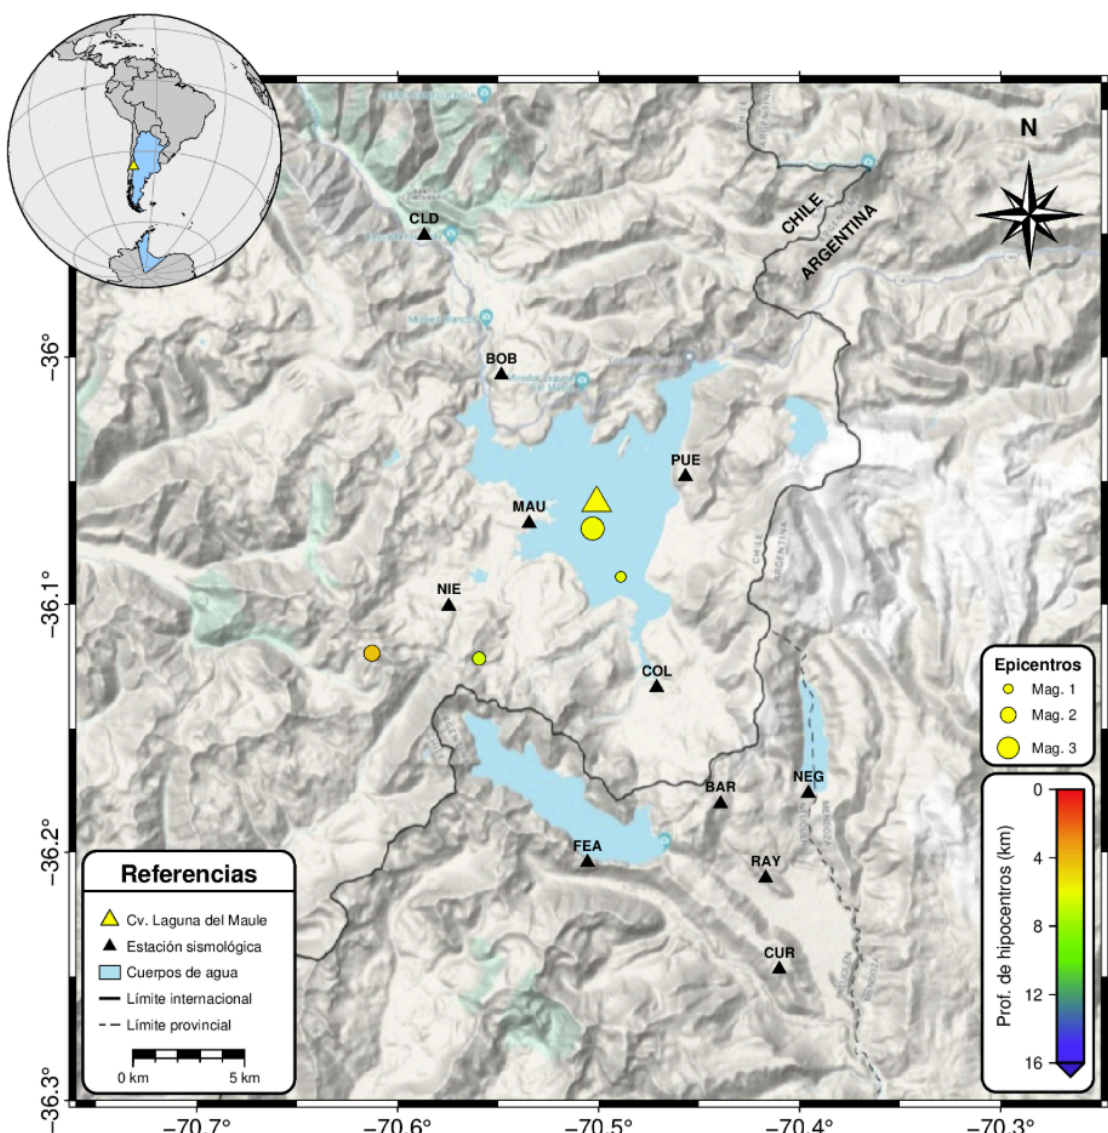 N
CHILE
ARGENTINA
CLD
BOB
PUE
MAU
NIE
COL
BAR
NEG
FEA
RAY
CUR
−36°
−36.1°
−36.2°
−36.3°
−70.7°
−70.6°
−70.5°
−70.4°
−70.3°
Epicentros
Mag. 1
Mag. 2
Mag. 3
Prof. de hipocentros (km)
0
4
8
12
16
Referencias
Cv. Laguna del Maule
Estación sismológica
Cuerpos de agua
Límite internacional
Límite provincial
0 km 5 km